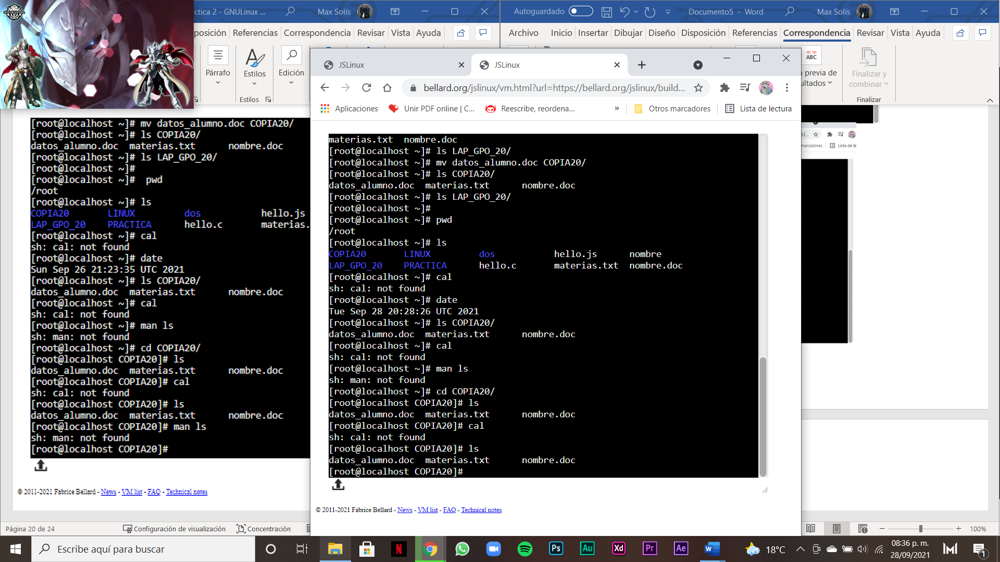 ctica 2 - GNULinux ...
Max Solís
Autoguardado
Documento5 - Word
Max Solís
posición Referencias Correspondencia Revisar Vista Ayuda
Archivo Inicio Insertar Dibujar Diseño Disposición Referencias Correspondencia Revisar Vista Ayuda
Párrafo
Estilos
Edición
Estilos
ABC
previa de
ultados
Finalizar y
combinar
Finalizar
JSLinux
JSLinux
bellard.org/jslinux/vm.html?url=https://bellard.org/jslinux/build...
Aplicaciones
Unir PDF online | C...
Reescribe, reordena...
»
Otros marcadores
Lista de lectura
[root@localhost ~]# mv datos_alumno.doc COPIA20/
[root@localhost ~]# ls COPIA20/
datos_alumno.doc  materias.txt      nombre.doc
[root@localhost ~]# ls LAP_GPO_20/
[root@localhost ~]#
[root@localhost ~]#  pwd
/root
[root@localhost ~]# ls
COPIA20       LINUX         dos           hello.js
LAP_GPO_20    PRACTICA      hello.c       materias.
[root@localhost ~]# cal
sh: cal: not found
[root@localhost ~]# date
Sun Sep 26 21:23:35 UTC 2021
[root@localhost ~]# ls COPIA20/
datos_alumno.doc  materias.txt      nombre.doc
[root@localhost ~]# cal
sh: cal: not found
[root@localhost ~]# man ls
sh: man: not found
[root@localhost ~]# cd COPIA20/
[root@localhost COPIA20]# ls
datos_alumno.doc  materias.txt      nombre.doc
[root@localhost COPIA20]# cal
sh: cal: not found
[root@localhost COPIA20]# ls
datos_alumno.doc  materias.txt      nombre.doc
[root@localhost COPIA20]# man ls
sh: man: not found
[root@localhost COPIA20]#
© 2011-2021 Fabrice Bellard - News - VM list - FAQ - Technical notes
materias.txt  nombre.doc
[root@localhost ~]# ls LAP_GPO_20/
[root@localhost ~]# mv datos_alumno.doc COPIA20/
[root@localhost ~]# ls COPIA20/
datos_alumno.doc  materias.txt      nombre.doc
[root@localhost ~]# ls LAP_GPO_20/
[root@localhost ~]#
[root@localhost ~]# pwd
/root
[root@localhost ~]# ls
COPIA20       LINUX         dos           hello.js      nombre
LAP_GPO_20    PRACTICA      hello.c       materias.txt  nombre.doc
[root@localhost ~]# cal
sh: cal: not found
[root@localhost ~]# date
Tue Sep 28 20:28:26 UTC 2021
[root@localhost ~]# ls COPIA20/
datos_alumno.doc  materias.txt      nombre.doc
[root@localhost ~]# cal
sh: cal: not found
[root@localhost ~]# man ls
sh: man: not found
[root@localhost ~]# cd COPIA20/
[root@localhost COPIA20]# ls
datos_alumno.doc  materias.txt      nombre.doc
[root@localhost COPIA20]# cal
sh: cal: not found
[root@localhost COPIA20]# ls
datos_alumno.doc  materias.txt      nombre.doc
[root@localhost COPIA20]#
© 2011-2021 Fabrice Bellard - News - VM list - FAQ - Technical notes
ld...
marcadores
Lista de le
Página 20 de 24
Configuración de visualización
Concentración
100%
Escribe aquí para buscar
N
Ps
Au
Xd
Pr
Ae
W
18°C
08:36 p. m.
28/09/2021
1